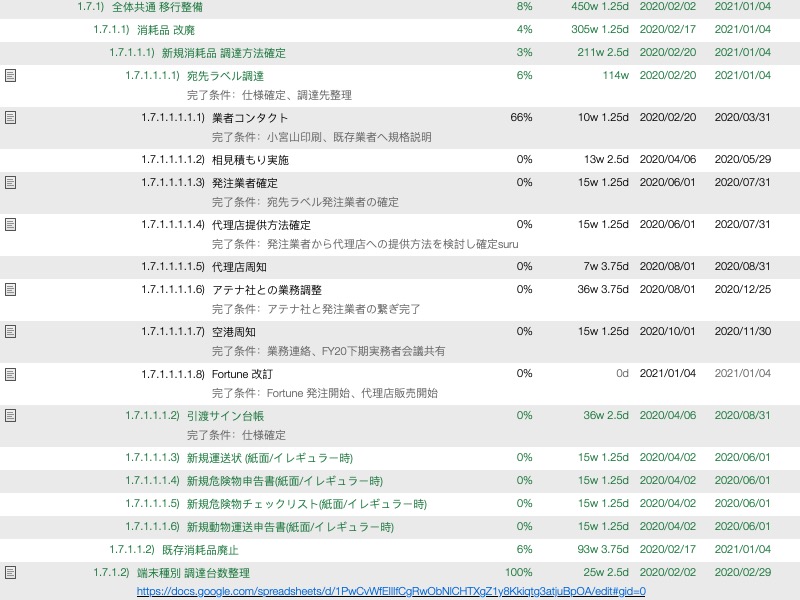 1.7.1) 全体共通 移行整備 8% 450w 1.25d 2020/02/02 2021/01/04
1.7.1.1) 消耗品 改廃 4% 305w 1.25d 2020/02/17 2021/01/04
1.7.1.1.1) 新規消耗品 調達方法確定 3% 211w 2.5d 2020/02/20 2021/01/04
1.7.1.1.1.1) 宛先ラベル調達 6% 114w 2020/02/20 2021/01/04
完了条件: 仕様確定、調達先整理
1.7.1.1.1.1.1) 業者コンタクト 66% 10w 1.25d 2020/02/20 2020/03/31
完了条件: 小宮山印刷、既存業者へ規格説明
1.7.1.1.1.1.2) 相見積もり実施 0% 13w 2.5d 2020/04/06 2020/05/29
1.7.1.1.1.1.3) 発注業者確定 0% 15w 1.25d 2020/06/01 2020/07/31
完了条件: 宛先ラベル発注業者の確定
1.7.1.1.1.1.4) 代理店提供方法確定 0% 15w 1.25d 2020/06/01 2020/07/31
完了条件: 発注業者から代理店への提供方法を検討し確定suru
1.7.1.1.1.1.5) 代理店周知 0% 7w 3.75d 2020/08/01 2020/08/31
1.7.1.1.1.1.6) アテナ社との業務調整 0% 36w 3.75d 2020/08/01 2020/12/25
完了条件: アテナ社と発注業者の繋ぎ完了
1.7.1.1.1.1.7) 空港周知 0% 15w 1.25d 2020/10/01 2020/11/30
完了条件: 業務連絡、FY20下期実務者会議共有
1.7.1.1.1.1.8) Fortune 改訂 0% 0d 2021/01/04 2021/01/04
完了条件: Fortune 発注開始、代理店販売開始
1.7.1.1.1.2) 引渡サイン台帳 0% 36w 2.5d 2020/04/06 2020/08/31
完了条件: 仕様確定
1.7.1.1.1.3) 新規運送状 (紙面/イレギュラー時) 0% 15w 1.25d 2020/04/02 2020/06/01
1.7.1.1.1.4) 新規危険物申告書(紙面/イレギュラー時) 0% 15w 1.25d 2020/04/02 2020/06/01
1.7.1.1.1.5) 新規危険物チェックリスト(紙面/イレギュラー時) 0% 15w 1.25d 2020/04/02 2020/06/01
1.7.1.1.1.6) 新規動物運送申告書(紙面/イレギュラー時) 0% 15w 1.25d 2020/04/02 2020/06/01
1.7.1.1.2) 既存消耗品廃止 6% 93w 3.75d 2020/02/17 2021/01/04
1.7.1.2) 端末種別 調達台数整理 100% 25w 2.5d 2020/02/02 2020/02/29
https://docs.google.com/spreadsheets/d/1PwCvWfEIlIfCgRwObNlCHTXgZ1y8Kkiqtg3atjuBpOA/edit#gid=0